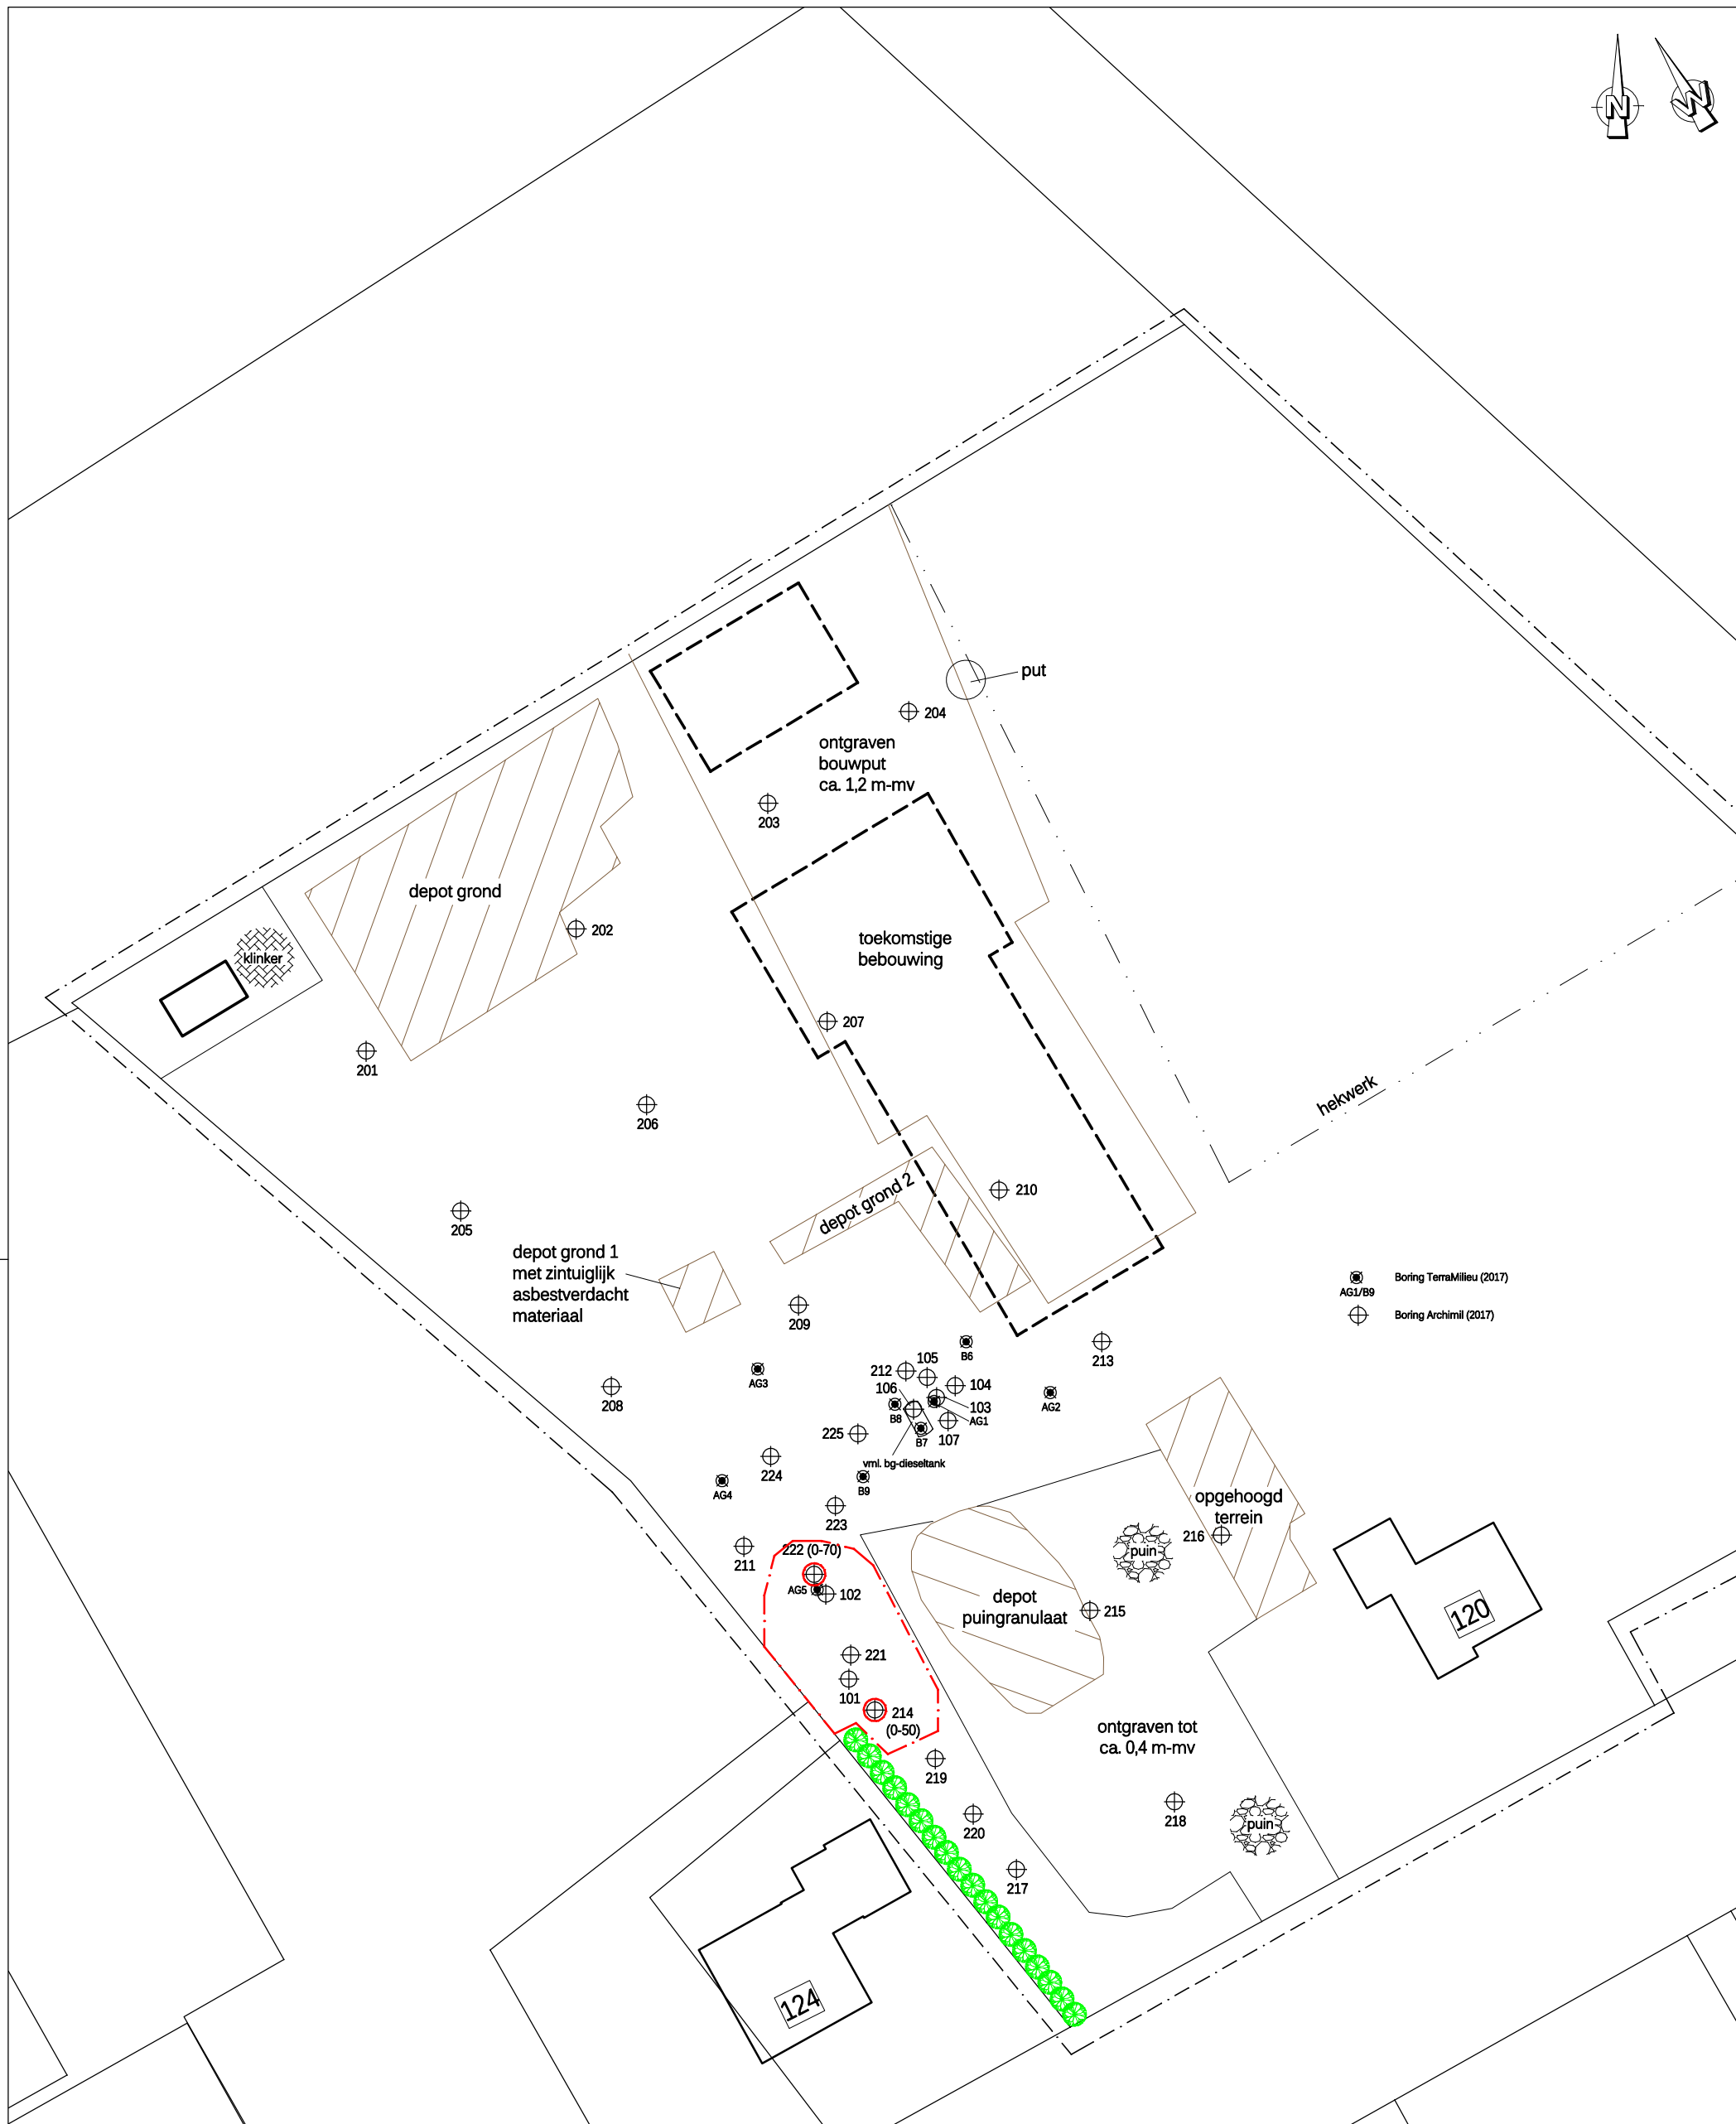 N
W
put
204
ontgraven
bouwput
ca. 1,2 m-mv
203
depot grond
202
toekomstige
bebouwing
klinker
207
201
206
hekwerk
210
depot grond 2
205
depot grond 1
met zintuiglijk
asbestverdacht
materiaal
209
Boring TerraMilieu (2017)
AG1/B9
Boring Archimil (2017)
B6
213
105
212
AG3
104
106
208
AG2
103
B8
AG1
225
107
B7
vml. bg-dieseltank
224
AG4
B9
opgehoogd
terrein
223
216
211
222 (0-70)
puin
AG5
102
depot
puingranulaat
215
120
221
101
214
(0-50)
ontgraven tot
ca. 0,4 m-mv
219
218
puin
220
217
124